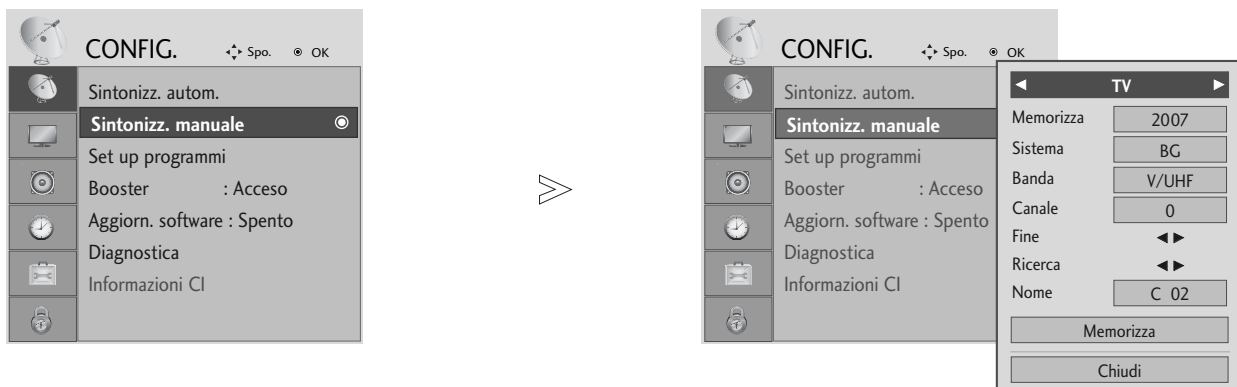 CONFIG. Spo. OK
Sintonizz. autom.
Sintonizz. manuale
Set up programmi
Booster : Acceso
Aggiorn. software : Spento
Diagnostica
Informazioni CI
CONFIG. Spo. OK
Sintonizz. autom.
Sintonizz. manuale
Set up programmi
Booster : Acceso
Aggiorn. software : Spento
Diagnostica
Informazioni CI
◄ TV ►
Memorizza 2007
Sistema BG
Banda V/UHF
Canale 0
Fine ◄ ►
Ricerca ◄ ►
Nome C 02
Memorizza
Chiudi